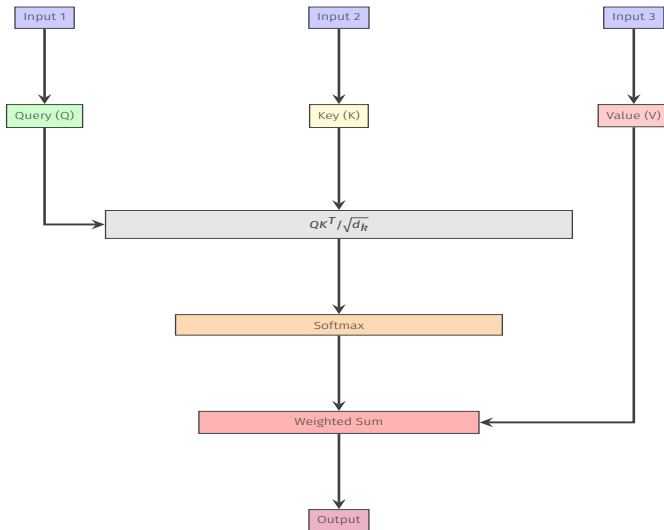 Input 1
Input 2
Input 3
Query (Q)
Key (K)
Value (V)
QK^T/√d_k
Softmax
Weighted Sum
Output